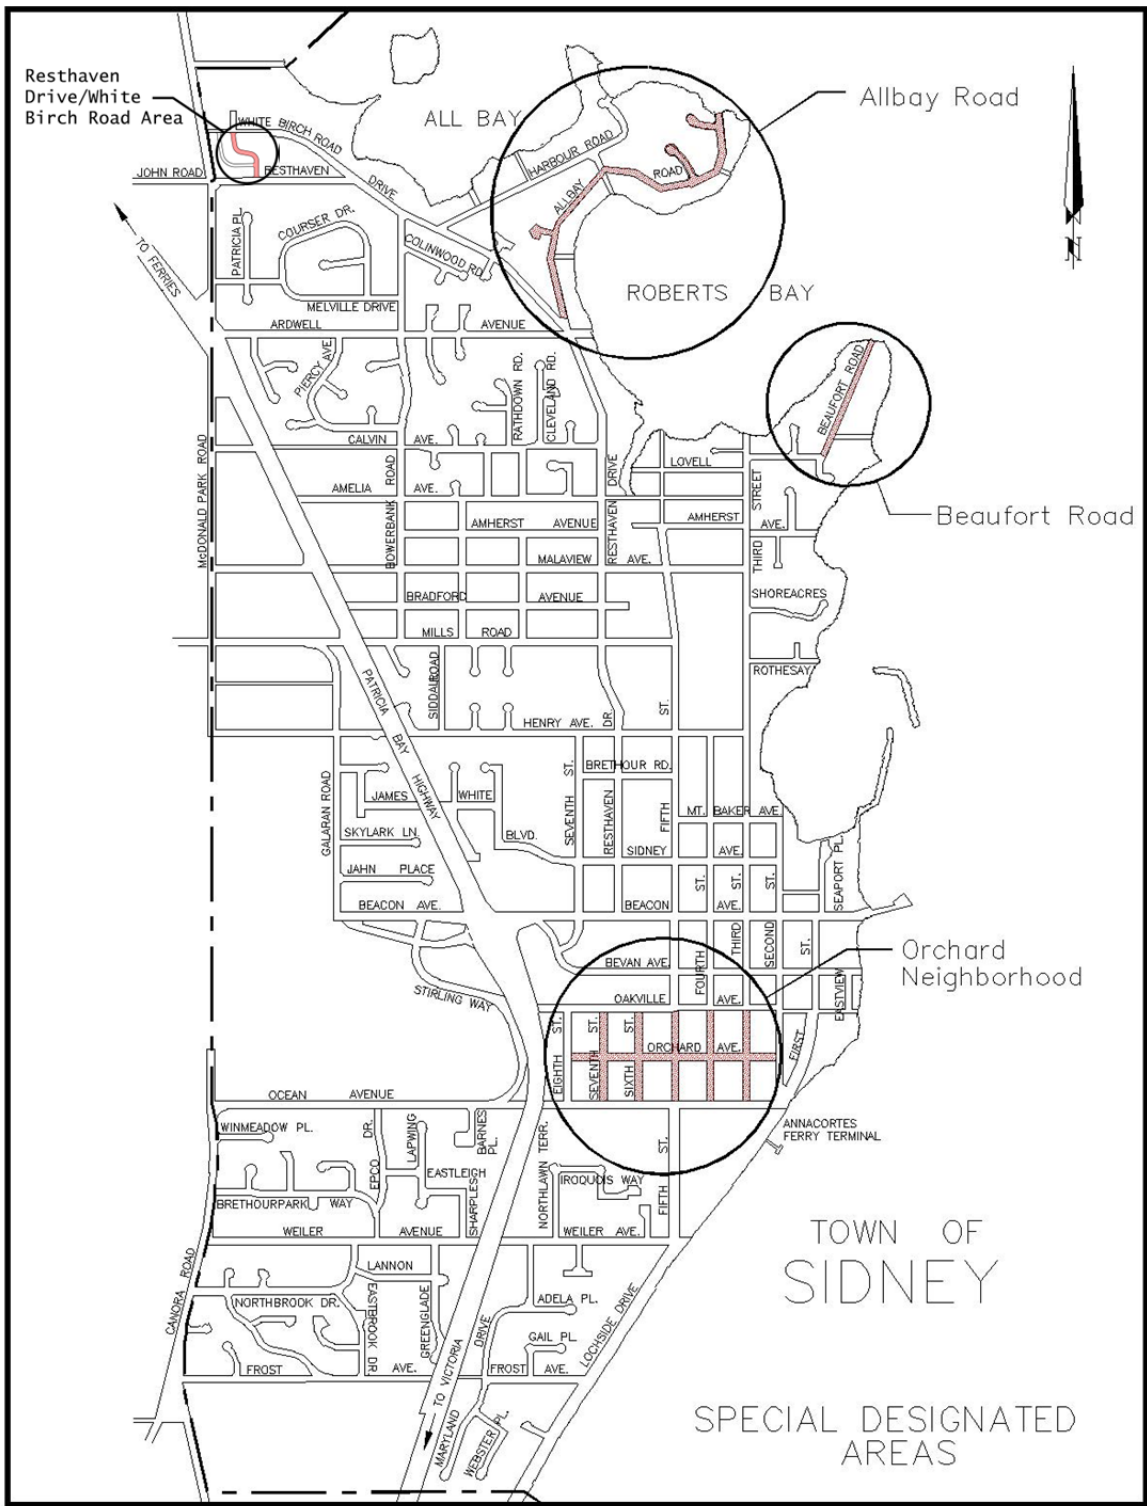 Resthaven
Drive/White
Birch Road Area
Allbay Road
ALL BAY
WHITE BIRCH ROAD
HARBOUR ROAD
ALLBAY ROAD
JOHN ROAD
RESTHAVEN
DRIVE
N
TO FERRIES
PATRICIA PL.
COURSER DR.
COLINWOOD RD.
ROBERTS BAY
MELVILLE DRIVE
ARDWELL AVENUE
BEAUFORT ROAD
PIERCY AVE.
RATHDOWN RD.
CLEVELAND RD.
CALVIN AVE.
LOVELL
McDONALD PARK ROAD
BOWERBANK ROAD
RESTHAVEN DRIVE
THIRD STREET
AMELIA AVE.
Beaufort Road
AMHERST AVENUE
AMHERST AVE.
MALAVIEW AVE.
BRADFORD AVENUE
SHOREACRES
MILLS ROAD
ROTHESAY
PATRICIA BAY HIGHWAY
SIDDALL ROAD
HENRY AVE.
DR.
ST.
BRETHOUR RD.
GALARAN ROAD
SEVENTH ST.
RESTHAVEN
FIFTH
JAMES WHITE BLVD.
MT. BAKER AVE.
SKYLARK LN.
SIDNEY AVE.
JAHN PLACE
SEAPORT PL.
BEACON AVE.
BEACON AVE.
FOURTH ST.
THIRD ST.
SECOND ST.
ST.
Orchard
Neighborhood
BEVAN AVE.
STIRLING WAY
OAKVILLE AVE.
EASTVIEW
EIGHTH ST.
SEVENTH ST.
SIXTH ST.
ORCHARD AVE.
FIRST
OCEAN AVENUE
ANNACORTES
FERRY TERMINAL
WINMEADOW PL.
EPCO DR.
LAPWING
BARNES PL.
EASTLEIGH
SHARPLES
NORTHLAWN TERR.
IROQUOIS WAY
FIFTH ST.
BRETHOURPARK WAY
WEILER AVENUE
WEILER AVE.
TOWN OF
SIDNEY
CANORA ROAD
LANNON
NORTHBROOK DR.
EASTBROOK DR.
GREENGLADE
ADELA PL.
GAIL PL.
LOCHSIDE DRIVE
FROST AVE.
FROST AVE.
TO VICTORIA
MARYLAND DRIVE
WEBSTER PL.
SPECIAL DESIGNATED
AREAS